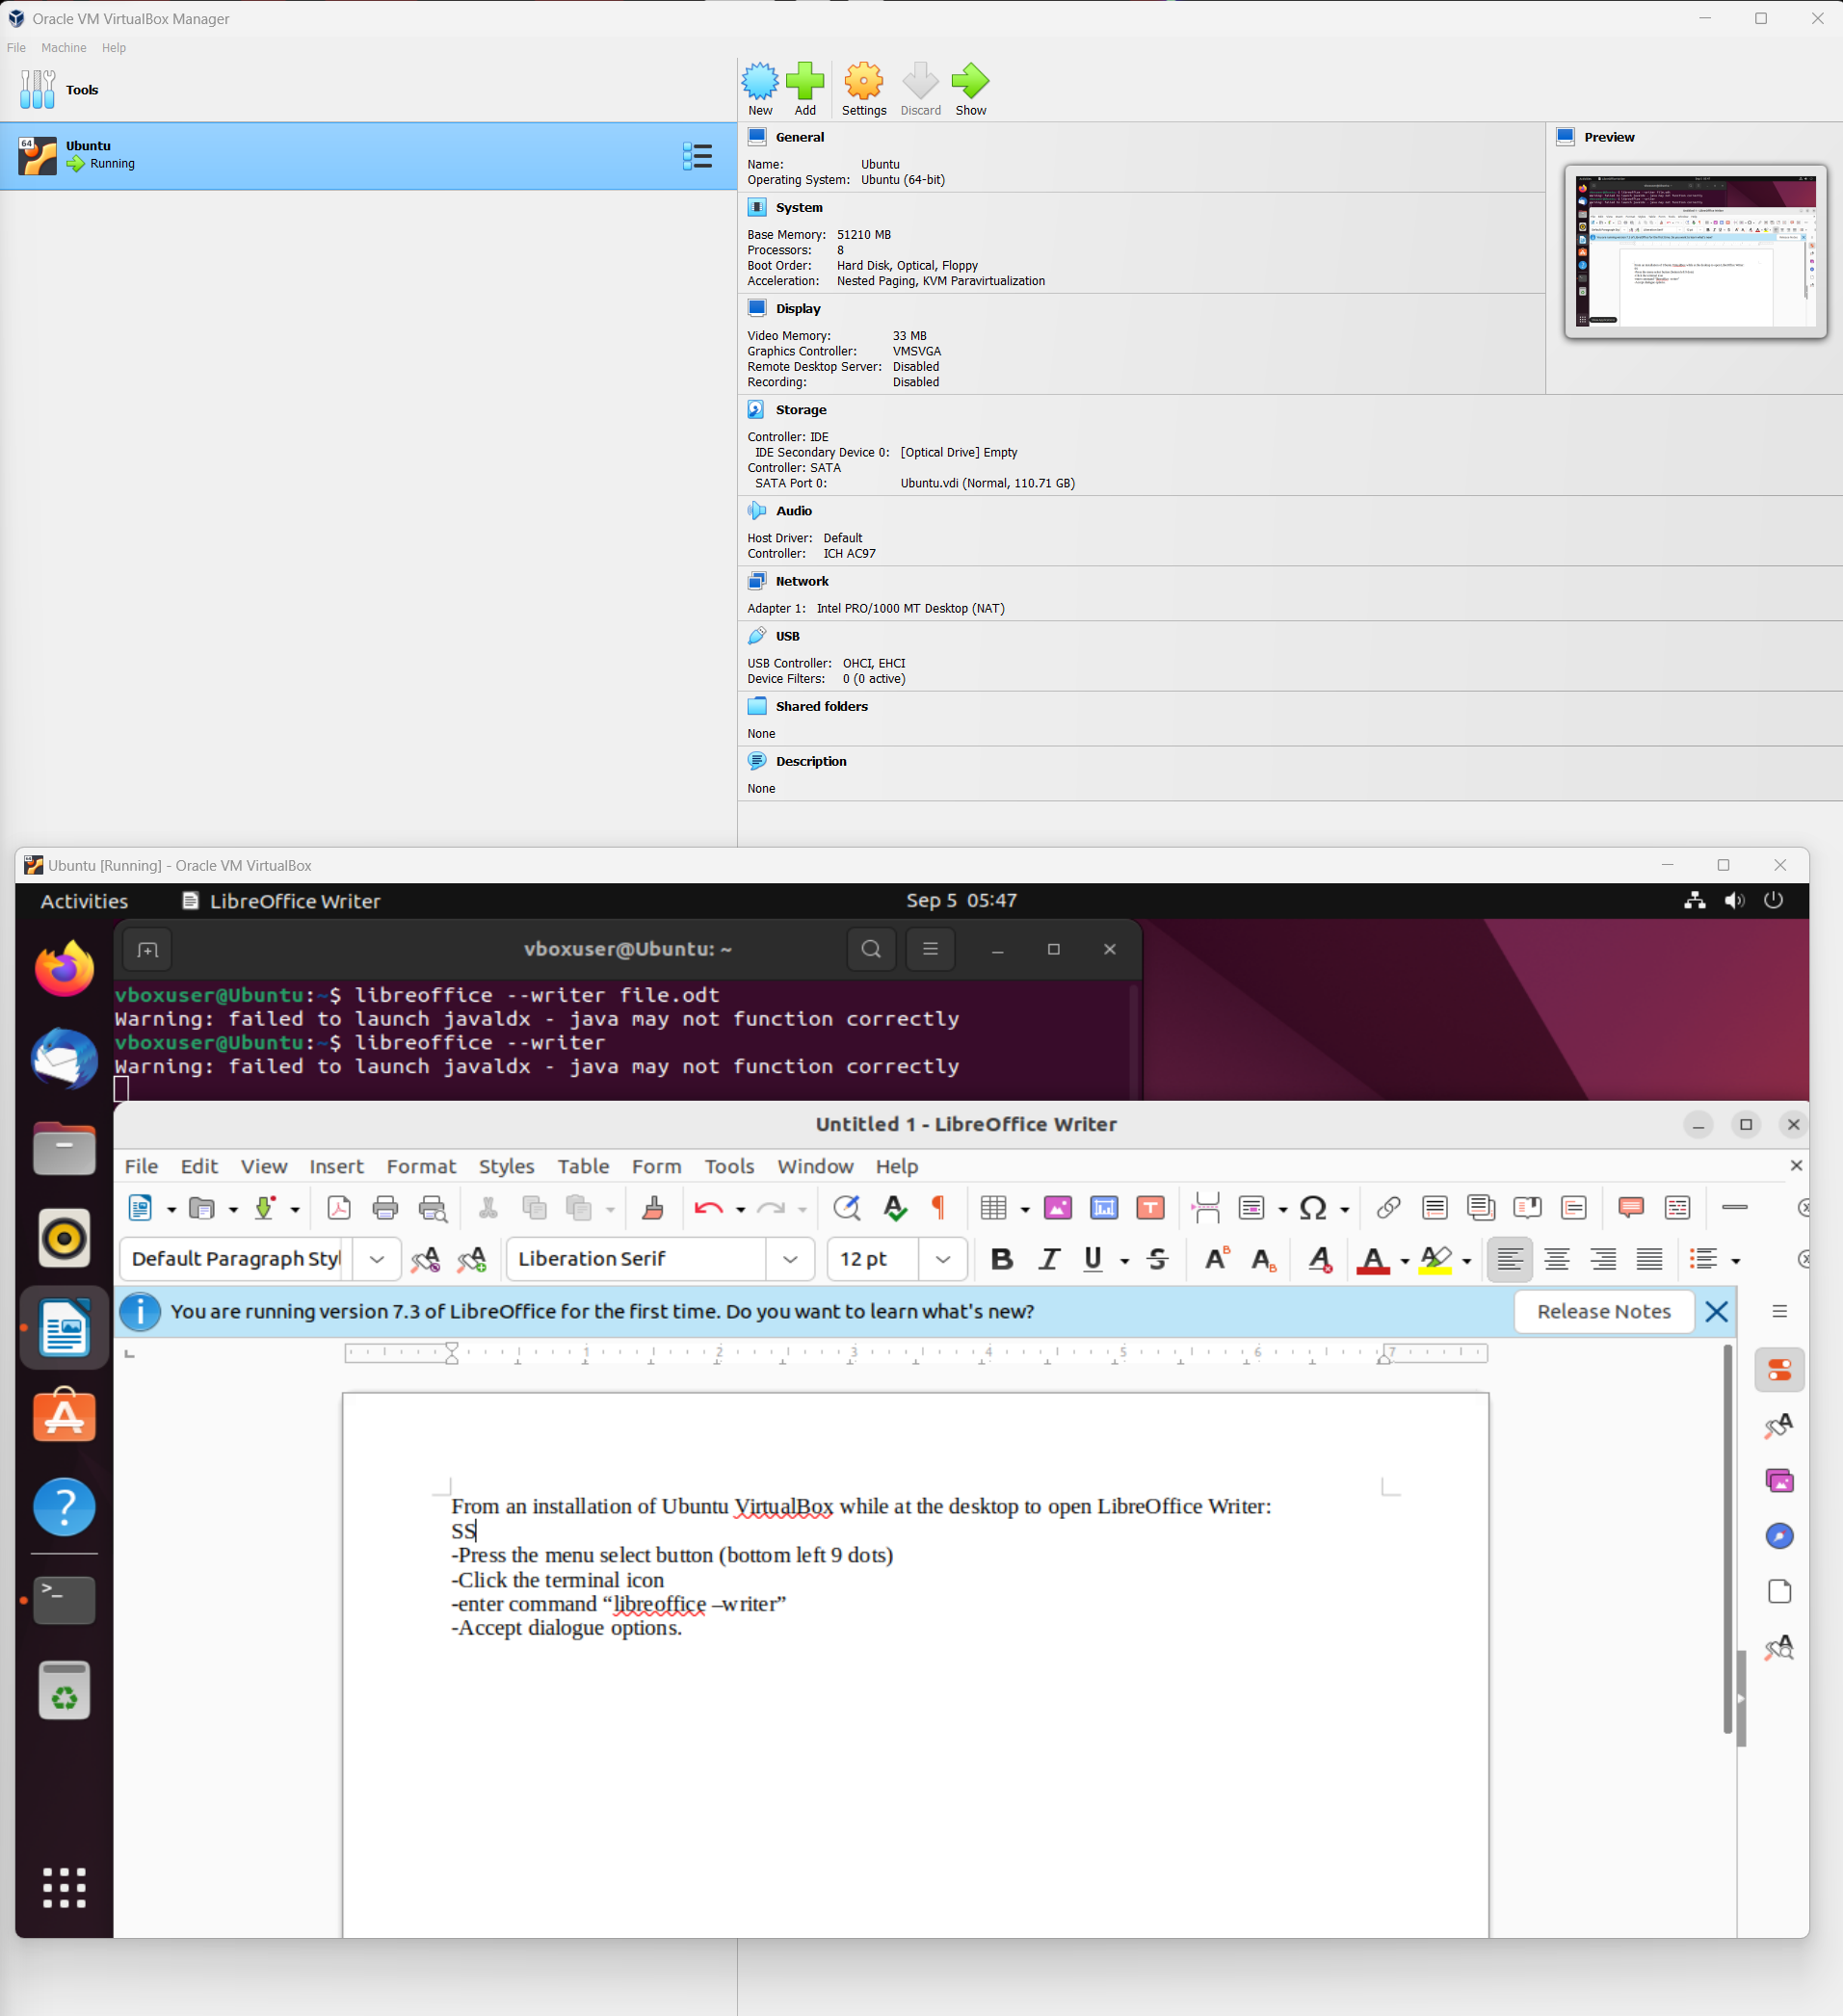 Oracle VM VirtualBox Manager
File Machine Help
Tools
New Add Settings Discard Show
64
Ubuntu
Running
General
Name: Ubuntu
Operating System: Ubuntu (64-bit)
Preview
System
Base Memory: 51210 MB
Processors: 8
Boot Order: Hard Disk, Optical, Floppy
Acceleration: Nested Paging, KVM Paravirtualization
Display
Video Memory: 33 MB
Graphics Controller: VMSVGA
Remote Desktop Server: Disabled
Recording: Disabled
Storage
Controller: IDE
IDE Secondary Device 0: [Optical Drive] Empty
Controller: SATA
SATA Port 0: Ubuntu.vdi (Normal, 110.71 GB)
Audio
Host Driver: Default
Controller: ICH AC97
Network
Adapter 1: Intel PRO/1000 MT Desktop (NAT)
USB
USB Controller: OHCI, EHCI
Device Filters: 0 (0 active)
Shared folders
None
Description
None
Ubuntu [Running] - Oracle VM VirtualBox
Activities LibreOffice Writer Sep 5 05:47
vboxuser@Ubuntu: ~
vboxuser@Ubuntu:~$ libreoffice --writer file.odt
Warning: failed to launch javaldx - java may not function correctly
vboxuser@Ubuntu:~$ libreoffice --writer
Warning: failed to launch javaldx - java may not function correctly
Untitled 1 - LibreOffice Writer
File Edit View Insert Format Styles Table Form Tools Window Help
Default Paragraph Styl Liberation Serif 12 pt
You are running version 7.3 of LibreOffice for the first time. Do you want to learn what's new? Release Notes
1 2 3 4 5 6 7
From an installation of Ubuntu VirtualBox while at the desktop to open LibreOffice Writer:
SS
-Press the menu select button (bottom left 9 dots)
-Click the terminal icon
-enter command “libreoffice –writer”
-Accept dialogue options.